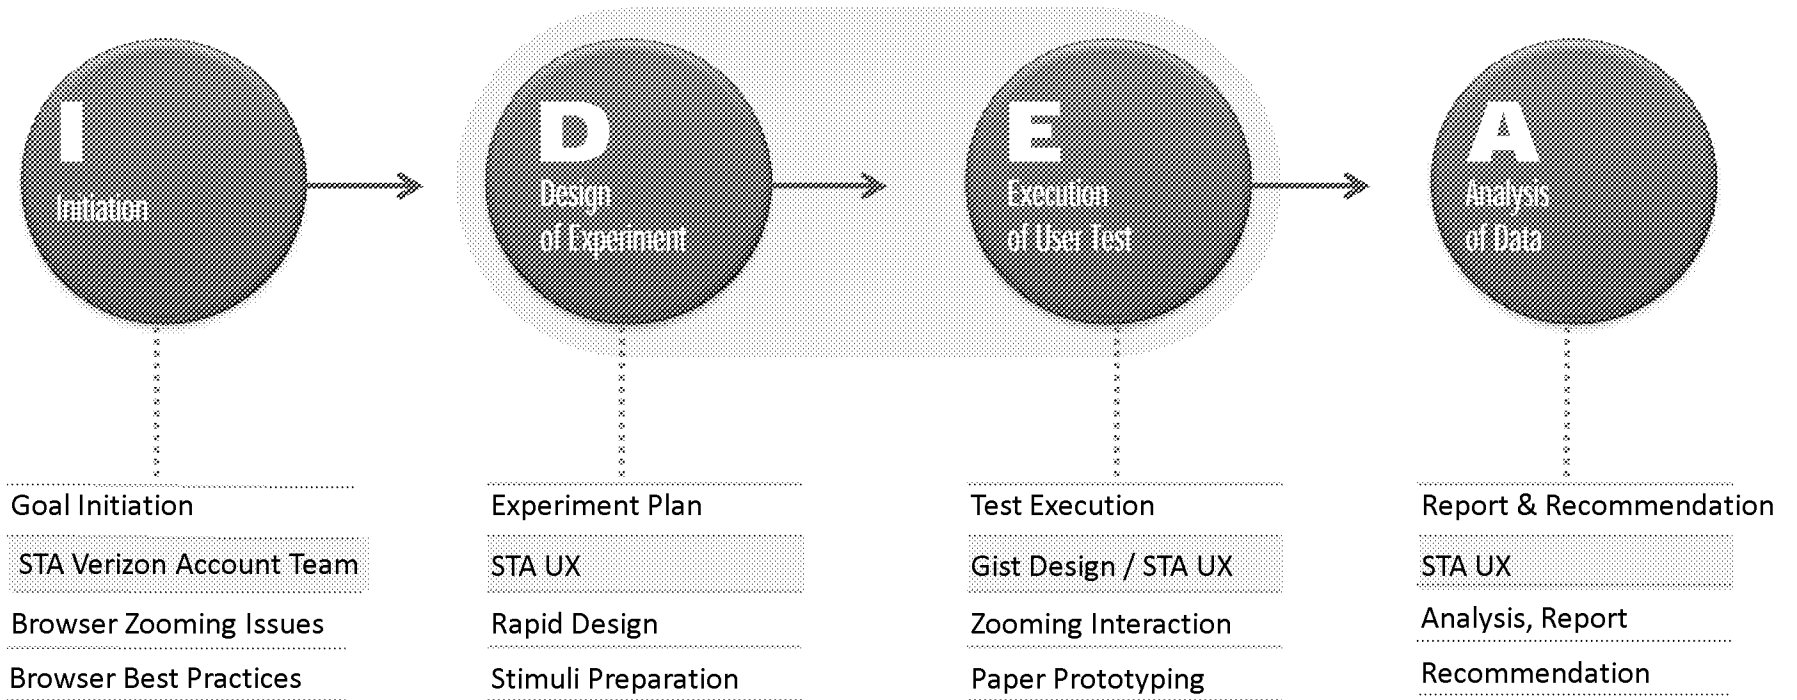 I
Initiation
D
Design
of Experiment
E
Execution
of User Test
A
Analysis
of Data
Goal Initiation
STA Verizon Account Team
Browser Zooming Issues
Browser Best Practices
Experiment Plan
STA UX
Rapid Design
Stimuli Preparation
Test Execution
Gist Design / STA UX
Zooming Interaction
Paper Prototyping
Report & Recommendation
STA UX
Analysis, Report
Recommendation